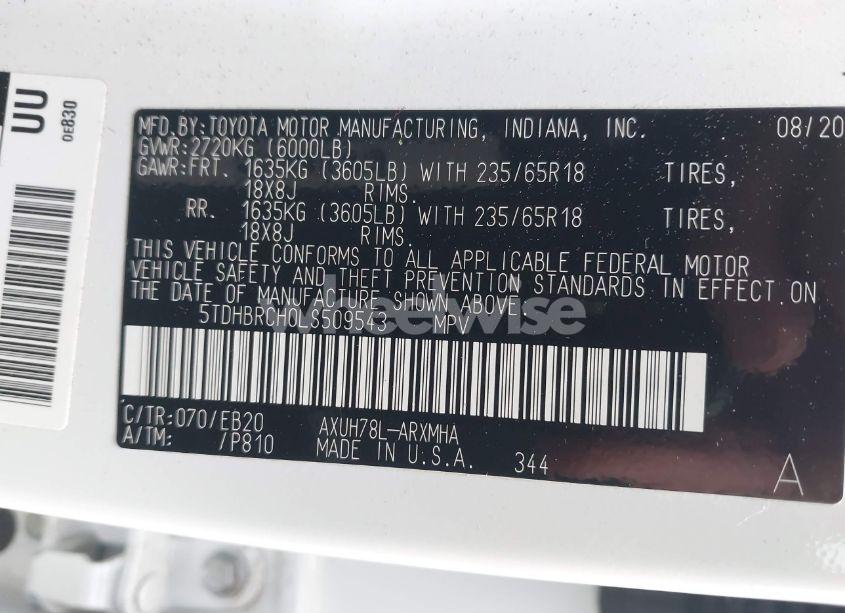 UU
0E830
MFD.BY:TOYOTA MOTOR MANUFACTURING, INDIANA, INC. 08/20
GVWR:2720KG (6000LB)
GAWR:FRT. 1635KG (3605LB) WITH 235/65R18 TIRES,
18X8J RIMS.
RR. 1635KG (3605LB) WITH 235/65R18 TIRES,
18X8J RIMS.
THIS VEHICLE CONFORMS TO ALL APPLICABLE FEDERAL MOTOR
VEHICLE SAFETY AND THEFT PREVENTION STANDARDS IN EFFECT ON
THE DATE OF MANUFACTURE SHOWN ABOVE.
5TDHBRCH0LS509543 MPV
wheelwise
C/TR:070/EB20 AXUH78L-ARXMHA
A/TM: /P810 MADE IN U.S.A. 344
A